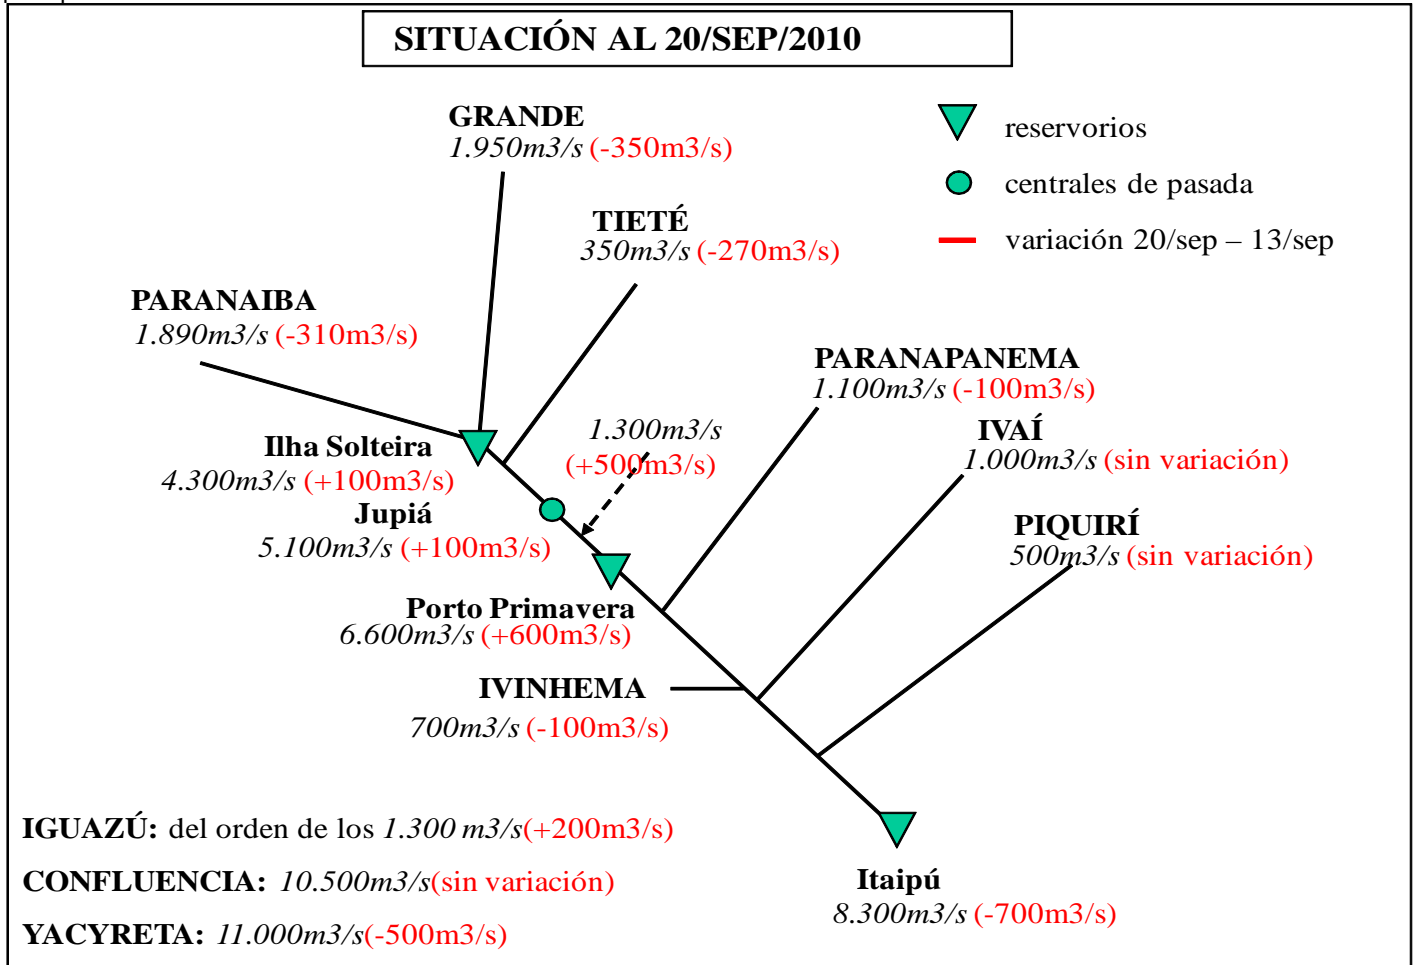 SITUACIÓN AL 20/SEP/2010
GRANDE
1.950m3/s (-350m3/s)
reservorios
centrales de pasada
variación 20/sep – 13/sep
TIETÉ
350m3/s (-270m3/s)
PARANAIBA
1.890m3/s (-310m3/s)
PARANAPANEMA
1.100m3/s (-100m3/s)
1.300m3/s
(+500m3/s)
IVAÍ
1.000m3/s (sin variación)
Ilha Solteira
4.300m3/s (+100m3/s)
Jupiá
5.100m3/s (+100m3/s)
PIQUIRÍ
500m3/s (sin variación)
Porto Primavera
6.600m3/s (+600m3/s)
IVINHEMA
700m3/s (-100m3/s)
IGUAZÚ: del orden de los 1.300 m3/s(+200m3/s)
CONFLUENCIA: 10.500m3/s(sin variación)
YACYRETA: 11.000m3/s(-500m3/s)
Itaipú
8.300m3/s (-700m3/s)